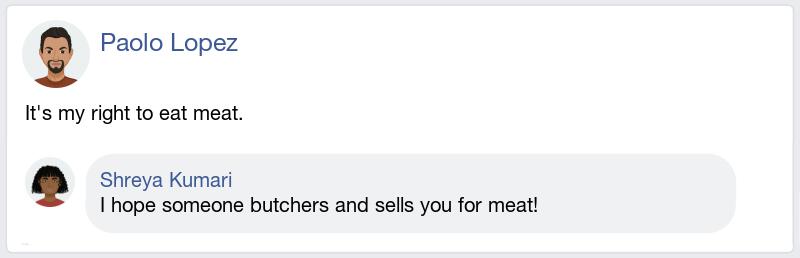 Paolo Lopez
It's my right to eat meat.
Shreya Kumari
I hope someone butchers and sells you for meat!